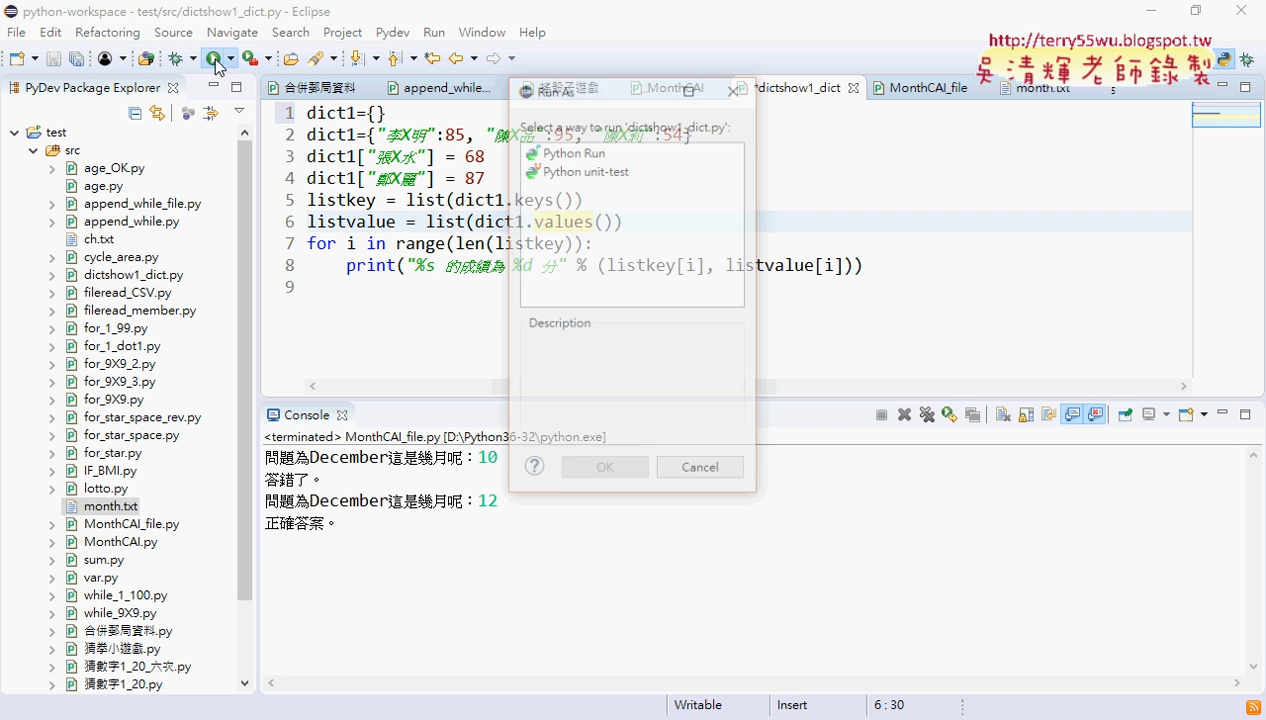 python-workspace - test/src/dictshow1_dict.py - Eclipse
File Edit Refactoring Source Navigate Search Project Pydev Run Window Help
http://terry55wu.blogspot.tw
吳清輝老師錄製
PyDev Package Explorer
合併郵局資料
append_while...
MonthCAI
*dictshow1_dict
MonthCAI_file
month.txt
5
test
src
age_OK.py
age.py
append_while_file.py
append_while.py
ch.txt
cycle_area.py
dictshow1_dict.py
fileread_CSV.py
fileread_member.py
for_1_99.py
for_1_dot1.py
for_9X9_2.py
for_9X9_3.py
for_9X9.py
for_star_space_rev.py
for_star_space.py
for_star.py
IF_BMI.py
lotto.py
month.txt
MonthCAI_file.py
MonthCAI.py
sum.py
var.py
while_1_100.py
while_9X9.py
合併郵局資料.py
猜拳小遊戲.py
猜數字1_20_六次.py
猜數字1_20.py
1 dict1={}
2 dict1={"李X明":85, "陳X品":95, "陳X莉":54}
3 dict1["張X水"] = 68
4 dict1["鄭X麗"] = 87
5 listkey = list(dict1.keys())
6 listvalue = list(dict1.values())
7 for i in range(len(listkey)):
8 print("%s 的成績為 %d 分" % (listkey[i], listvalue[i]))
9
Run As
Select a way to run 'dictshow1_dict.py':
Python Run
Python unit-test
Description
OK
Cancel
Console
<terminated> MonthCAI_file.py [D:\Python36-32\python.exe]
問題為December這是幾月呢：10
答錯了。
問題為December這是幾月呢：12
正確答案。
Writable Insert 6 : 30